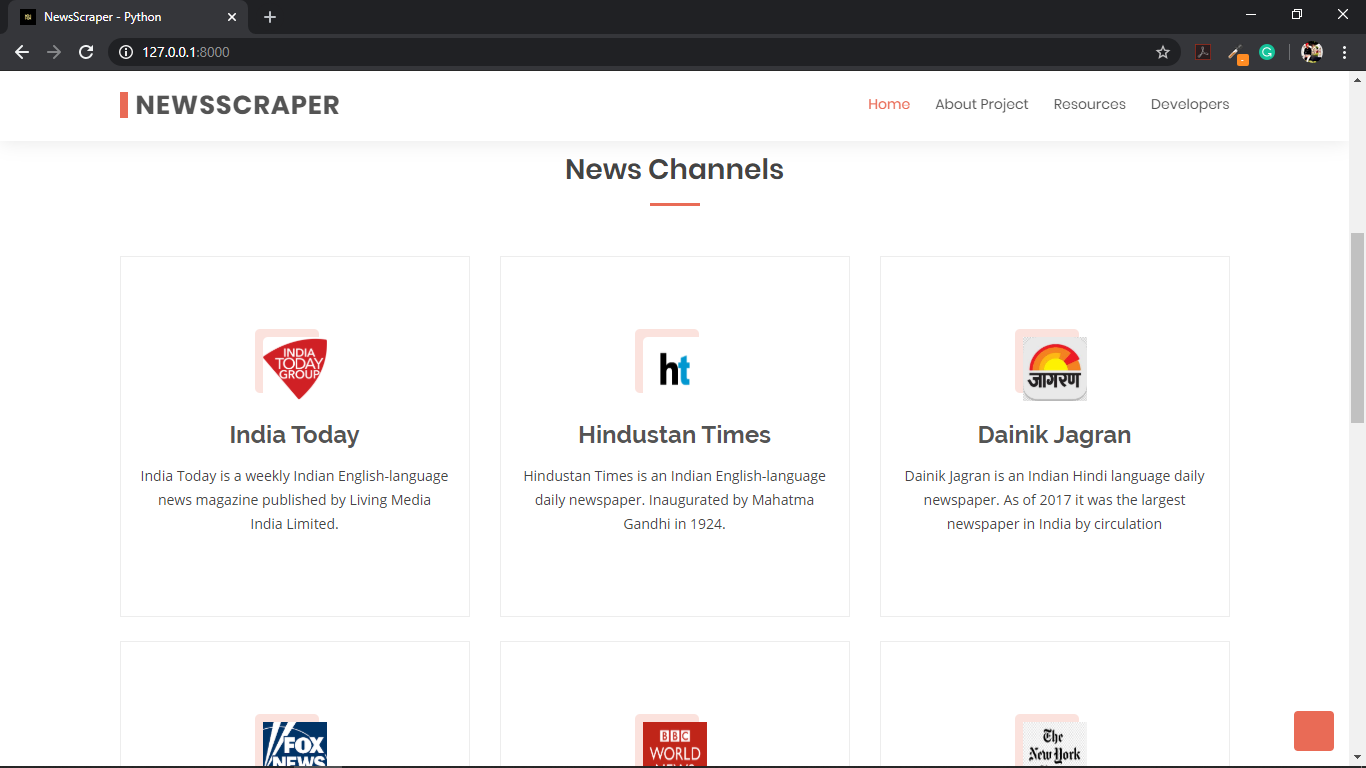 NewsScraper - Python
127.0.0.1:8000
NEWSSCRAPER
Home About Project Resources Developers
News Channels
INDIA
TODAY
GROUP
India Today
India Today is a weekly Indian English-language
news magazine published by Living Media
India Limited.
ht
Hindustan Times
Hindustan Times is an Indian English-language
daily newspaper. Inaugurated by Mahatma
Gandhi in 1924.
जागरण
Dainik Jagran
Dainik Jagran is an Indian Hindi language daily
newspaper. As of 2017 it was the largest
newspaper in India by circulation
FOX
NEWS
BBC
WORLD
NEWS
The
New York